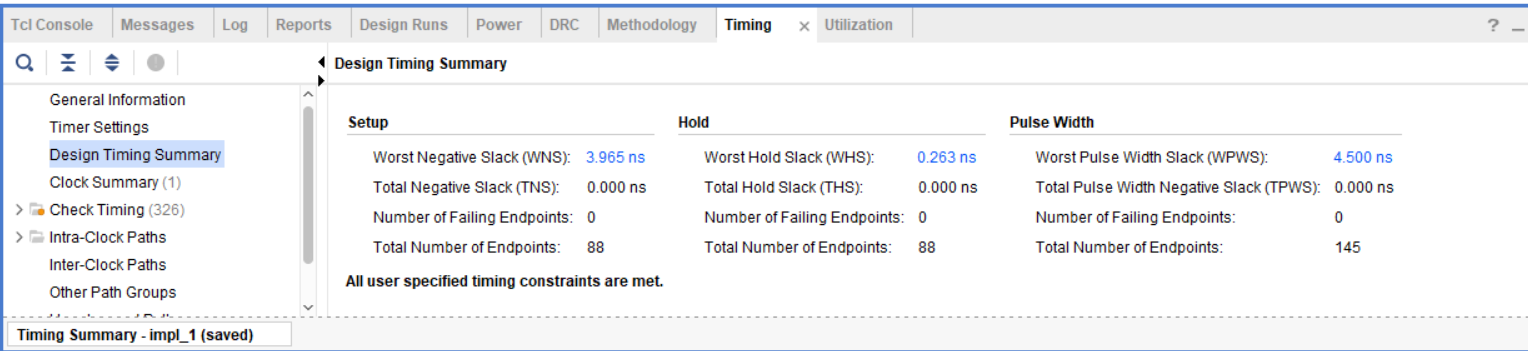 Tcl Console Messages Log Reports Design Runs Power DRC Methodology Timing × Utilization ? _
Design Timing Summary
General Information
Timer Settings
Design Timing Summary
Clock Summary (1)
> Check Timing (326)
> Intra-Clock Paths
Inter-Clock Paths
Other Path Groups
Setup
Worst Negative Slack (WNS): 3.965 ns
Total Negative Slack (TNS): 0.000 ns
Number of Failing Endpoints: 0
Total Number of Endpoints: 88
Hold
Worst Hold Slack (WHS): 0.263 ns
Total Hold Slack (THS): 0.000 ns
Number of Failing Endpoints: 0
Total Number of Endpoints: 88
Pulse Width
Worst Pulse Width Slack (WPWS): 4.500 ns
Total Pulse Width Negative Slack (TPWS): 0.000 ns
Number of Failing Endpoints: 0
Total Number of Endpoints: 145
All user specified timing constraints are met.
Timing Summary - impl_1 (saved)